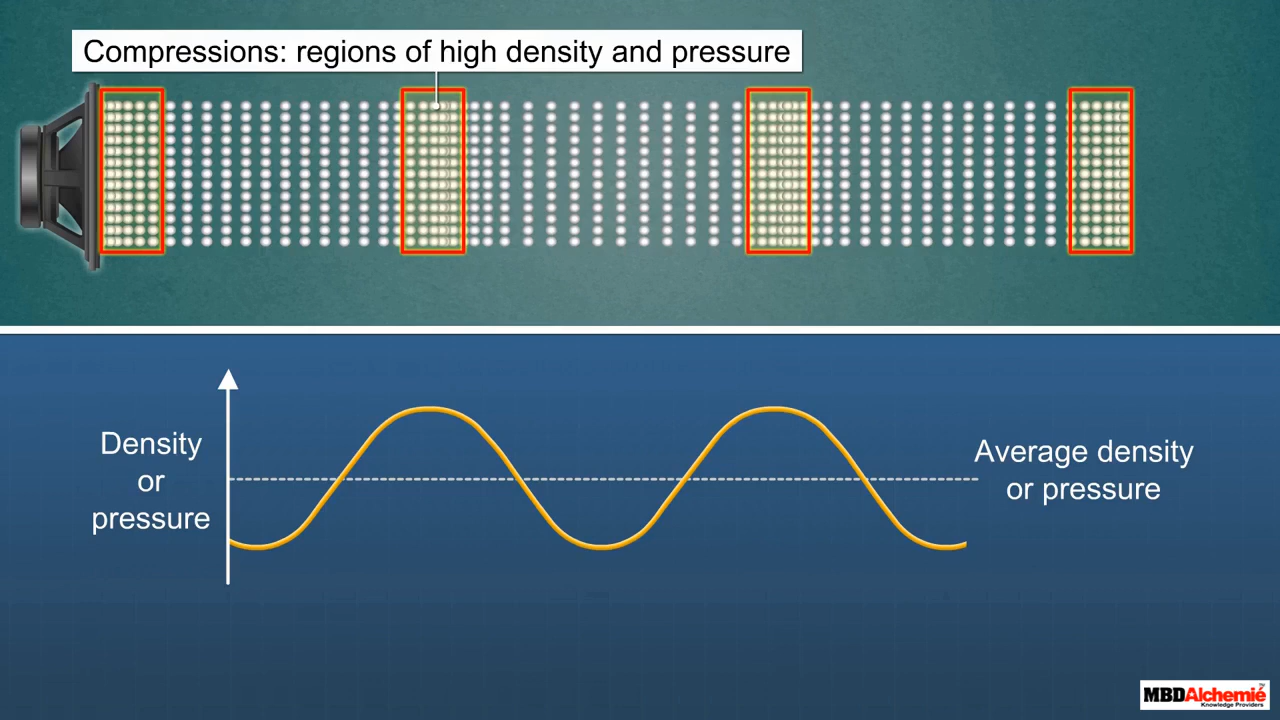 Compressions: regions of high density and pressure
Density
or
pressure
Average density
or pressure
MBDAlchemie
Knowledge Providers